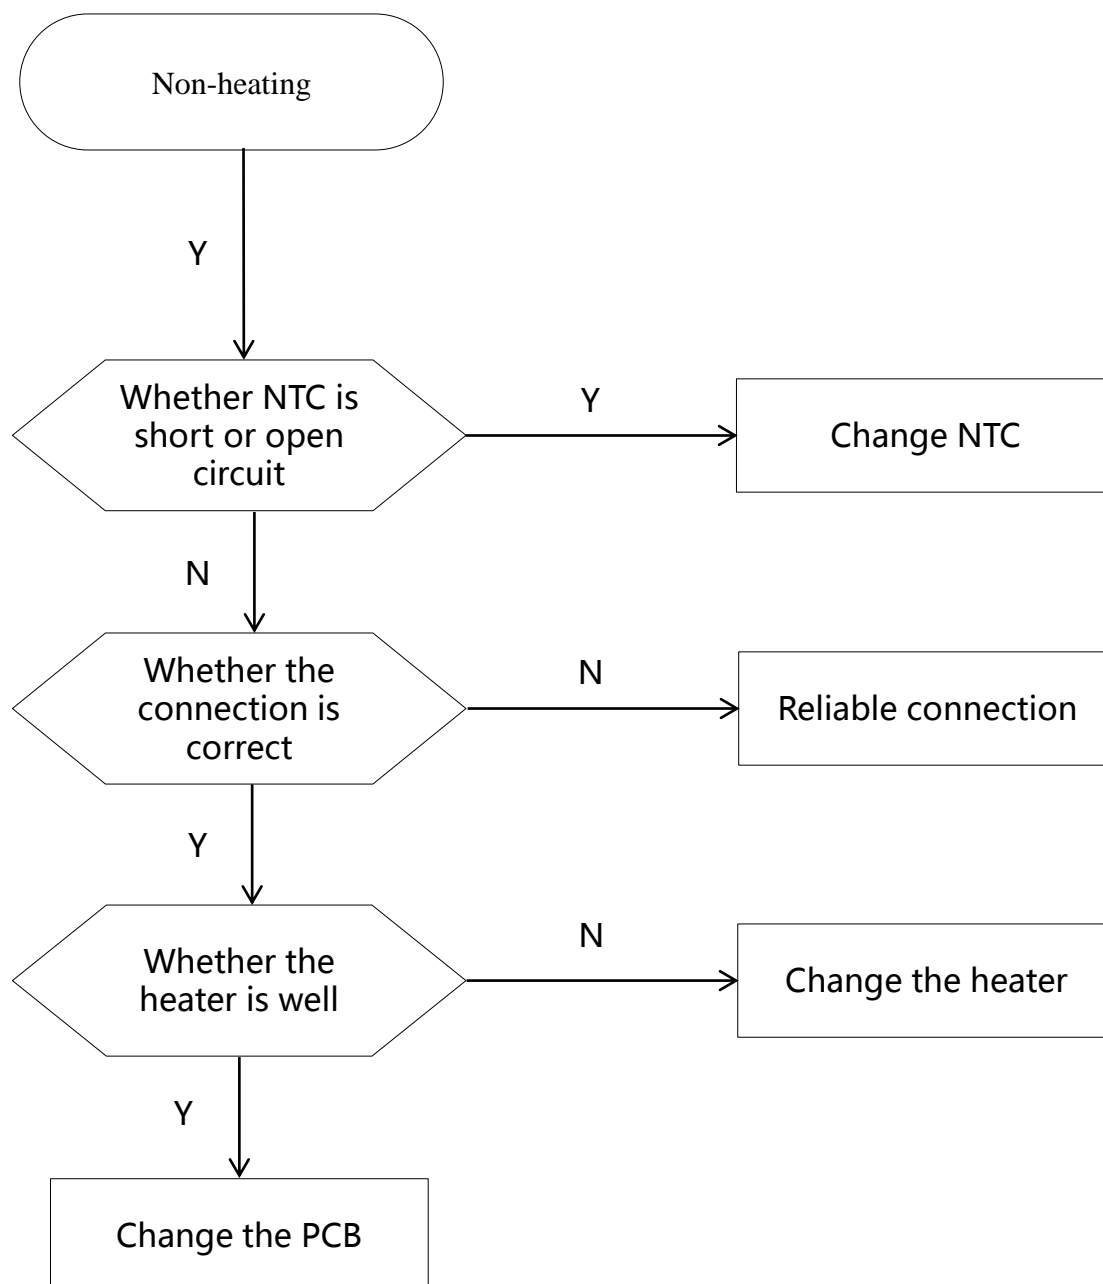 Non-heating
Y
Whether NTC is
short or open
circuit
Y
Change NTC
N
Whether the
connection is
correct
N
Reliable connection
Y
Whether the
heater is well
N
Change the heater
Y
Change the PCB